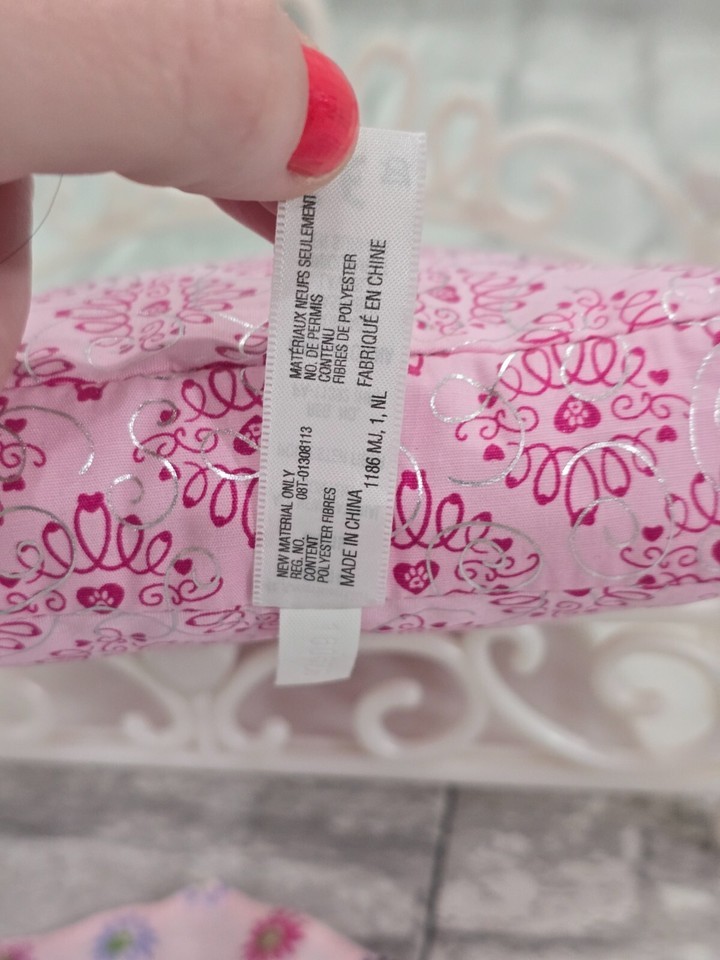 NEW MATERIAL ONLY
REG. NO. 08T-01308113
CONTENT
POLYESTER FIBRES
MADE IN CHINA
MATÉRIAUX NEUFS SEULEMENT
NO. DE PERMIS
CONTENU
FIBRES DE POLYESTER
FABRIQUÉ EN CHINE
1186 MJ, 1, NL